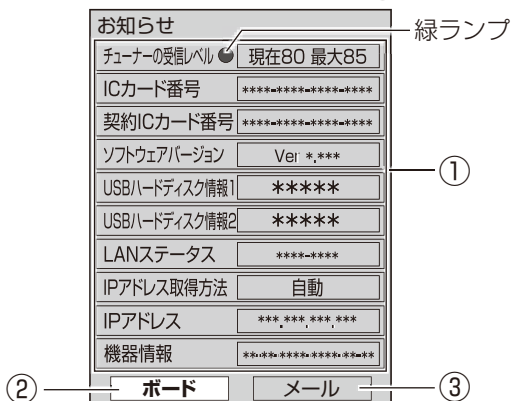 お知らせ
緑ランプ
チューナーの受信レベル 現在80 最大85
ICカード番号 ****-****-****-****
契約ICカード番号 ****-****-****-****
ソフトウェアバージョン Ver *.***
①
USBハードディスク情報1 *****
USBハードディスク情報2 *****
LANステータス ****-****
IPアドレス取得方法 自動
IPアドレス ***.***.***.***
機器情報 **-**-****-****-**-**
② ボード メール ③